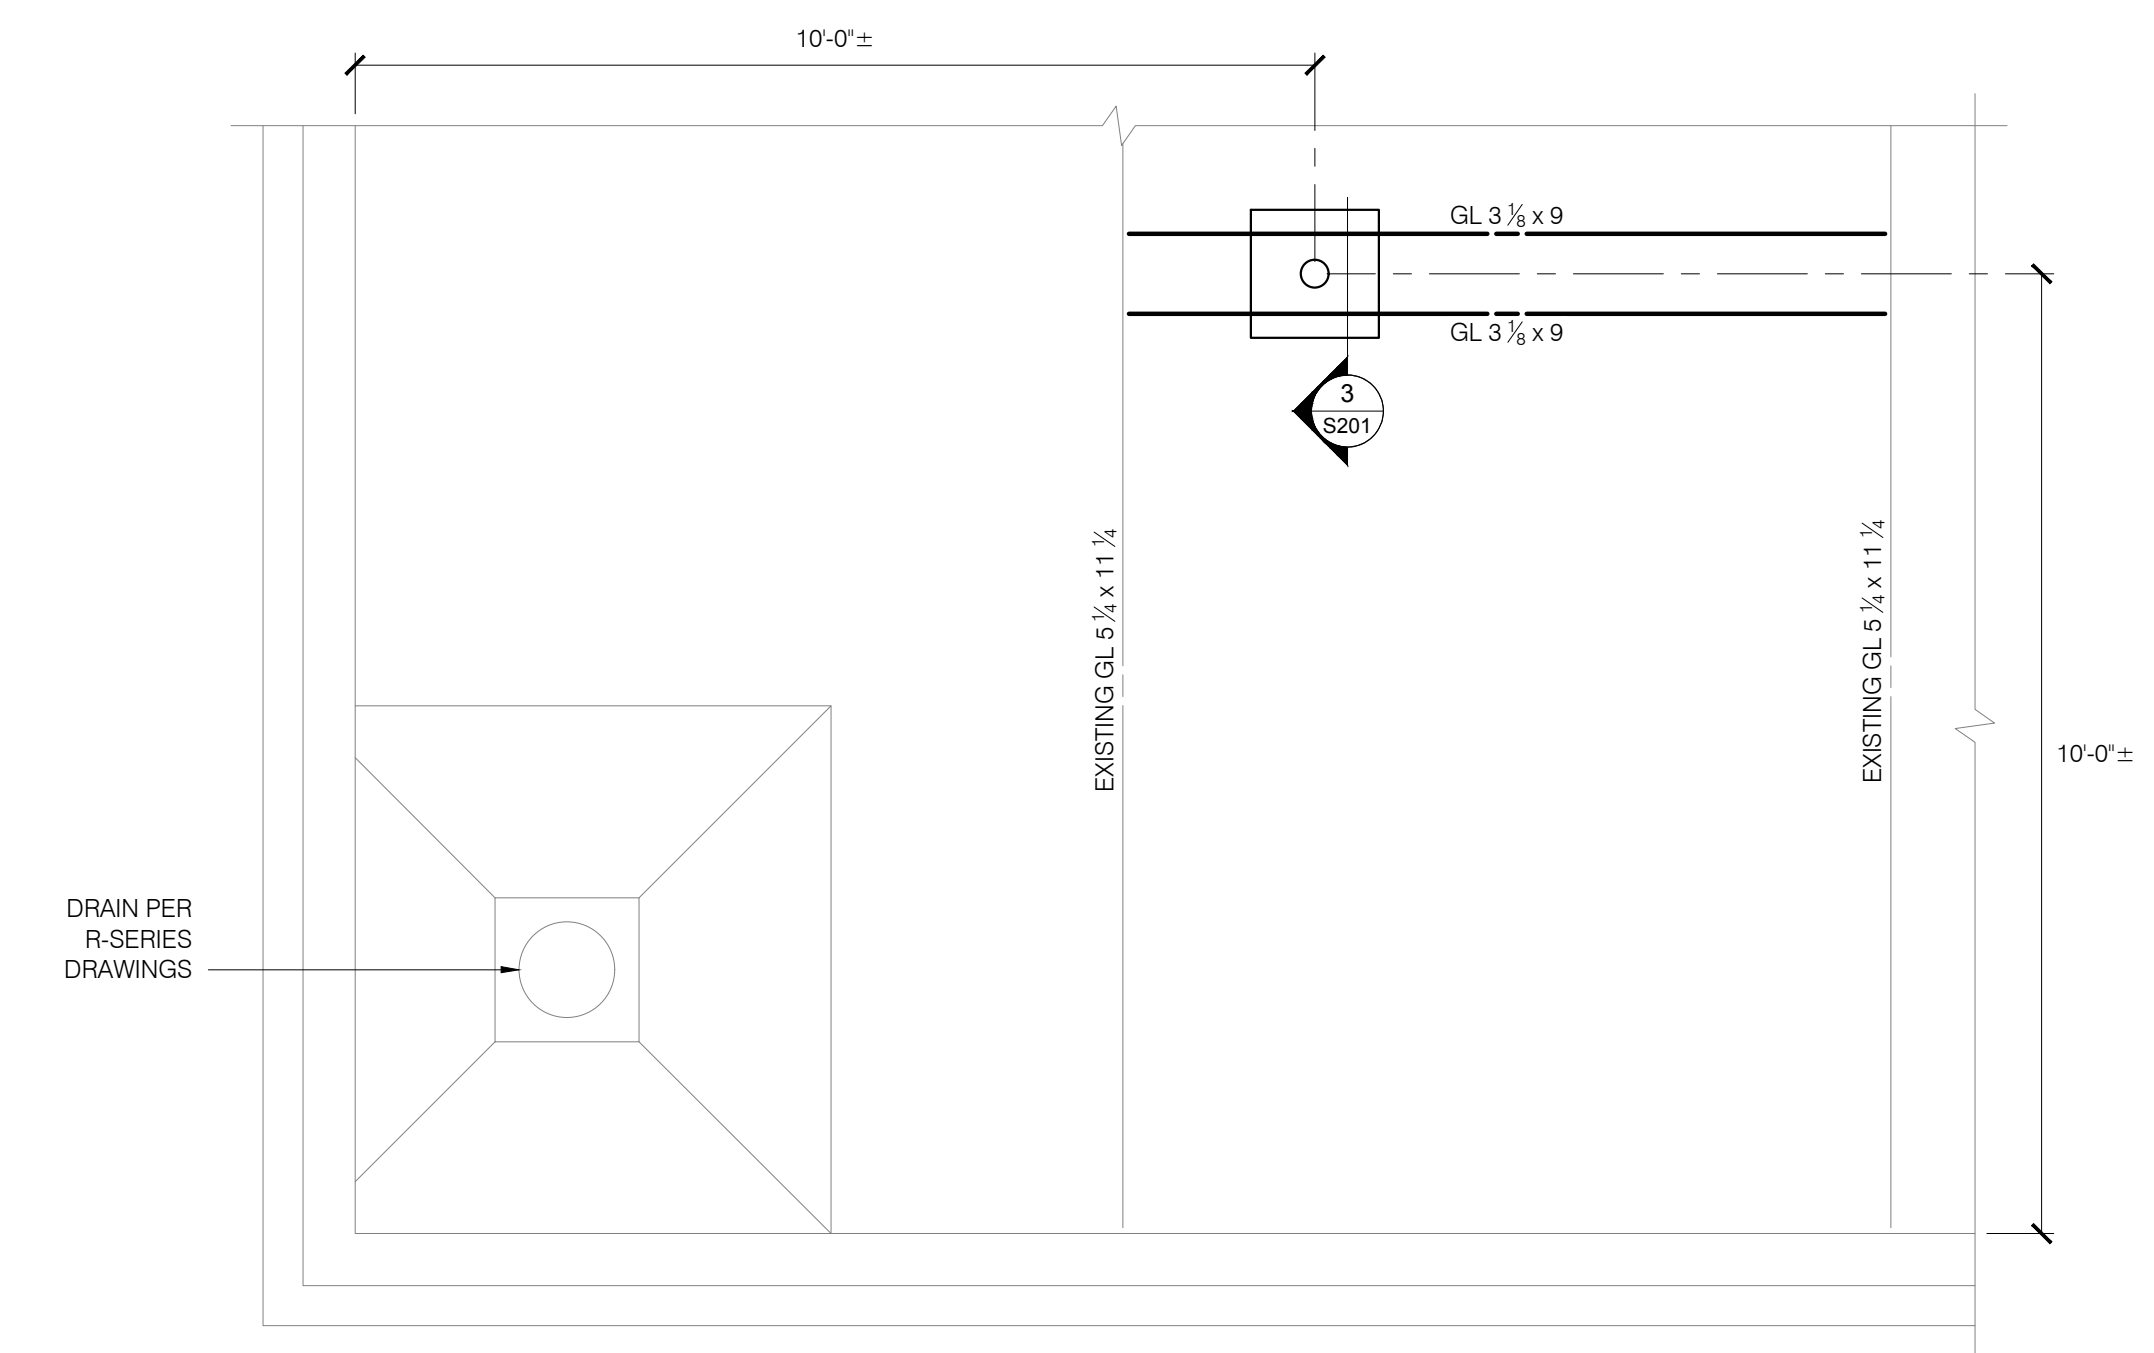 10'-0"±
GL 3 ⅛ x 9
GL 3 ⅛ x 9
3
S201
EXISTING GL 5 ¼ x 11 ¼
EXISTING GL 5 ¼ x 11 ¼
10'-0"±
DRAIN PER
R-SERIES
DRAWINGS